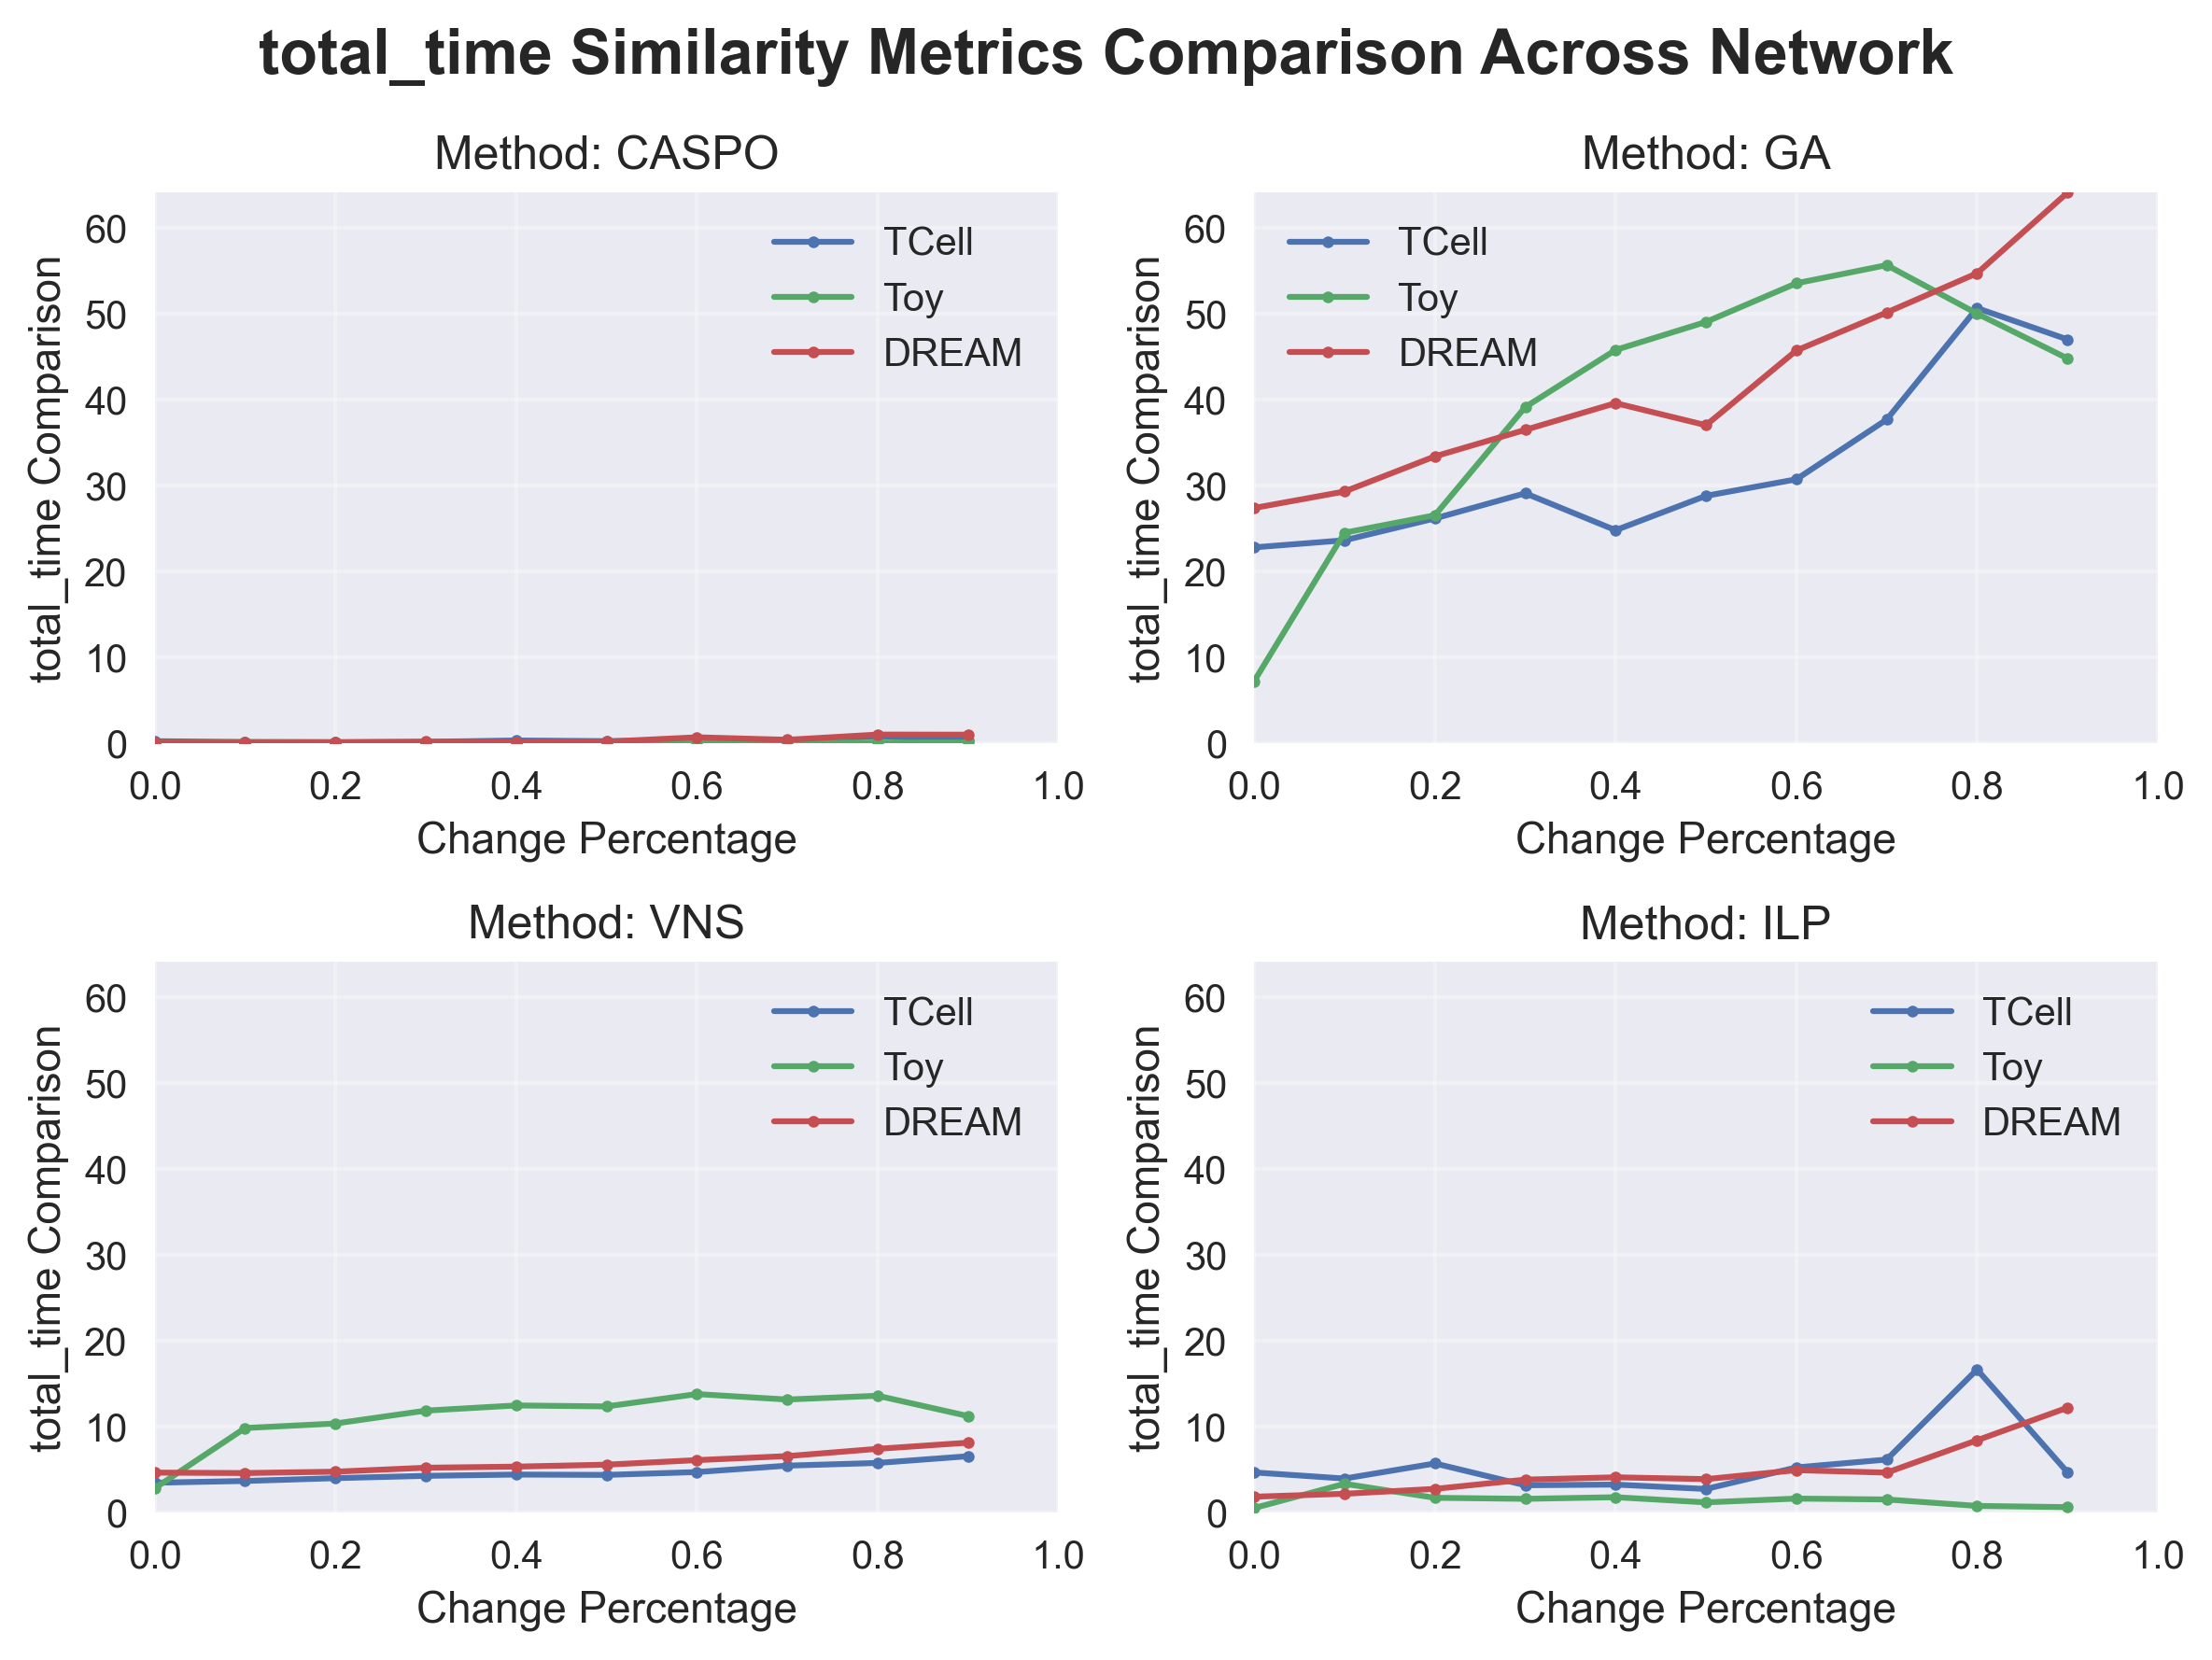 total_time Similarity Metrics Comparison Across Network
Method: CASPO
total_time Comparison
60
50
40
30
20
10
0
TCell
Toy
DREAM
0.0 0.2 0.4 0.6 0.8 1.0
Change Percentage
Method: GA
total_time Comparison
60
50
40
30
20
10
0
TCell
Toy
DREAM
0.0 0.2 0.4 0.6 0.8 1.0
Change Percentage
Method: VNS
total_time Comparison
60
50
40
30
20
10
0
TCell
Toy
DREAM
0.0 0.2 0.4 0.6 0.8 1.0
Change Percentage
Method: ILP
total_time Comparison
60
50
40
30
20
10
0
TCell
Toy
DREAM
0.0 0.2 0.4 0.6 0.8 1.0
Change Percentage